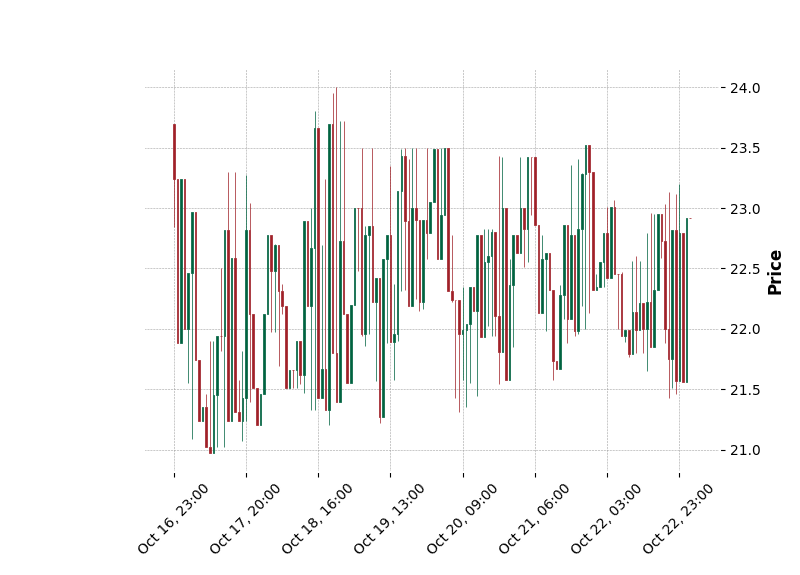 24.0
23.5
23.0
22.5
22.0
21.5
21.0
Price
Oct 16, 23:00
Oct 17, 20:00
Oct 18, 16:00
Oct 19, 13:00
Oct 20, 09:00
Oct 21, 06:00
Oct 22, 03:00
Oct 22, 23:00